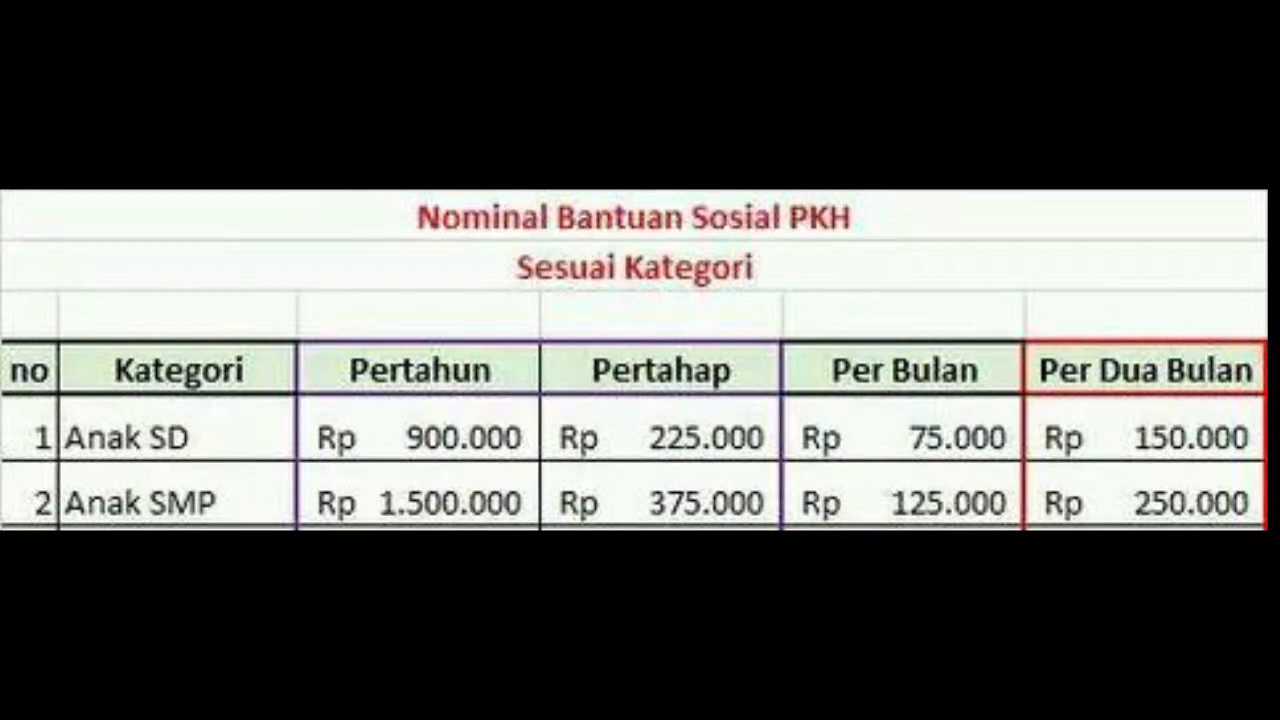 Nominal Bantuan Sosial PKH
Sesuai Kategori
no Kategori Pertahun Pertahap Per Bulan Per Dua Bulan
1 Anak SD Rp 900.000 Rp 225.000 Rp 75.000 Rp 150.000
2 Anak SMP Rp 1.500.000 Rp 375.000 Rp 125.000 Rp 250.000